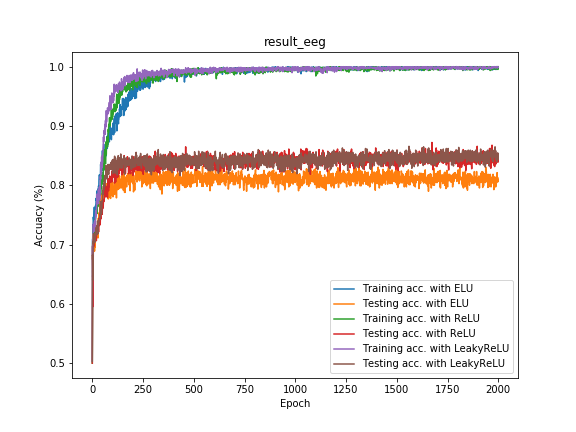 result_eeg
1.0
0.9
0.8
0.7
0.6
0.5
Accuacy (%)
0
250
500
750
1000
1250
1500
1750
2000
Epoch
Training acc. with ELU
Testing acc. with ELU
Training acc. with ReLU
Testing acc. with ReLU
Training acc. with LeakyReLU
Testing acc. with LeakyReLU